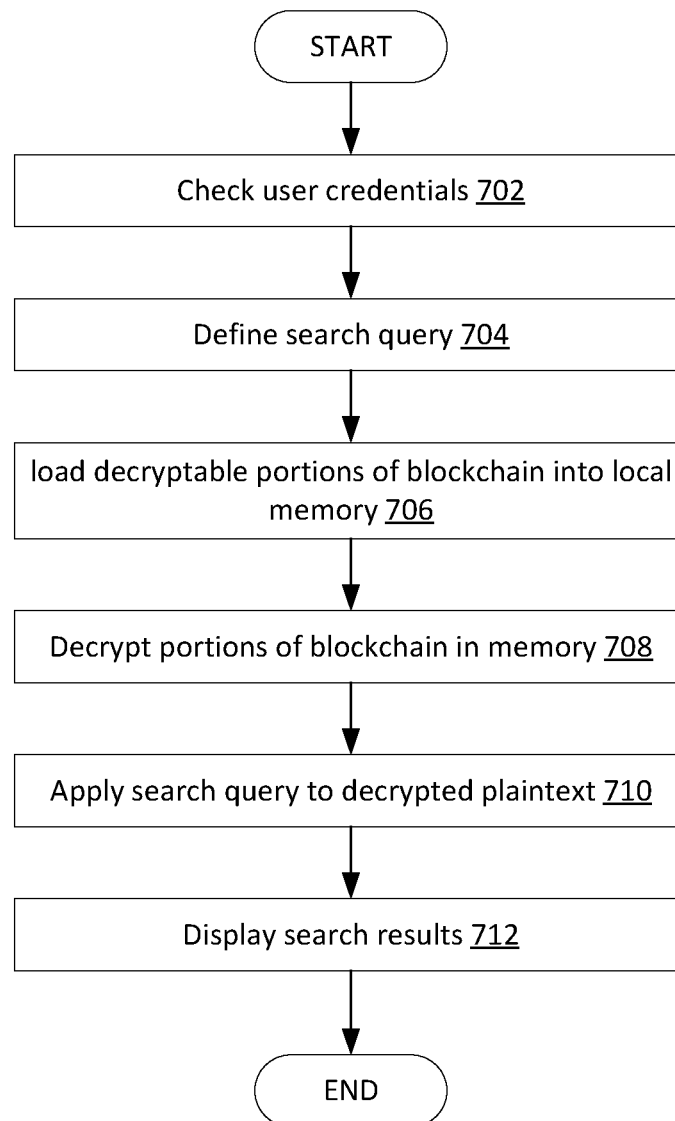 START
Check user credentials 702
Define search query 704
load decryptable portions of blockchain into local
memory 706
Decrypt portions of blockchain in memory 708
Apply search query to decrypted plaintext 710
Display search results 712
END